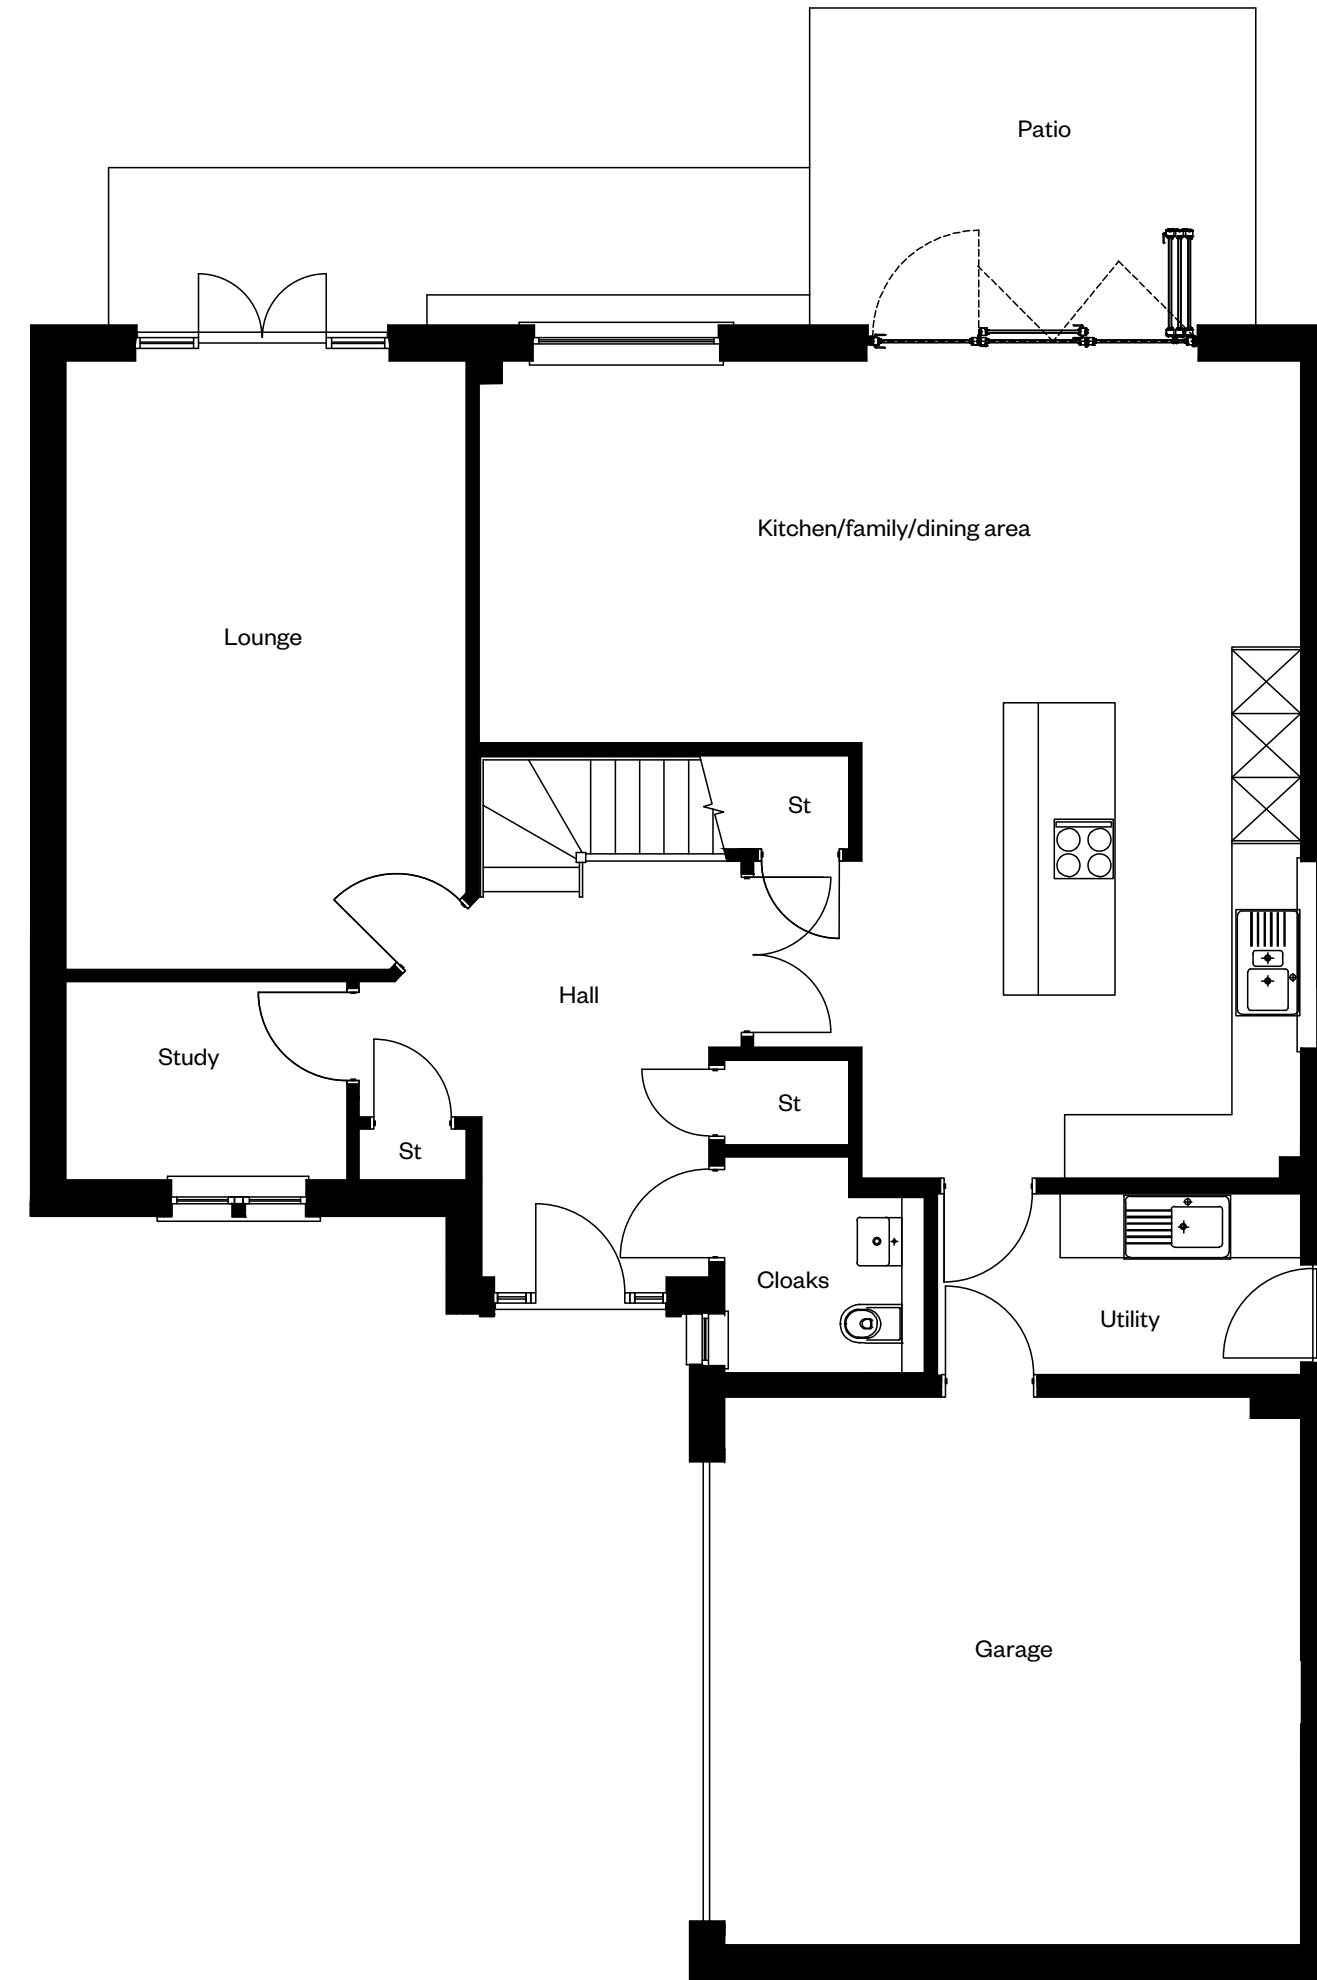 Patio
Kitchen/family/dining area
Lounge
St
Hall
Study
St
St
Cloaks
Utility
Garage